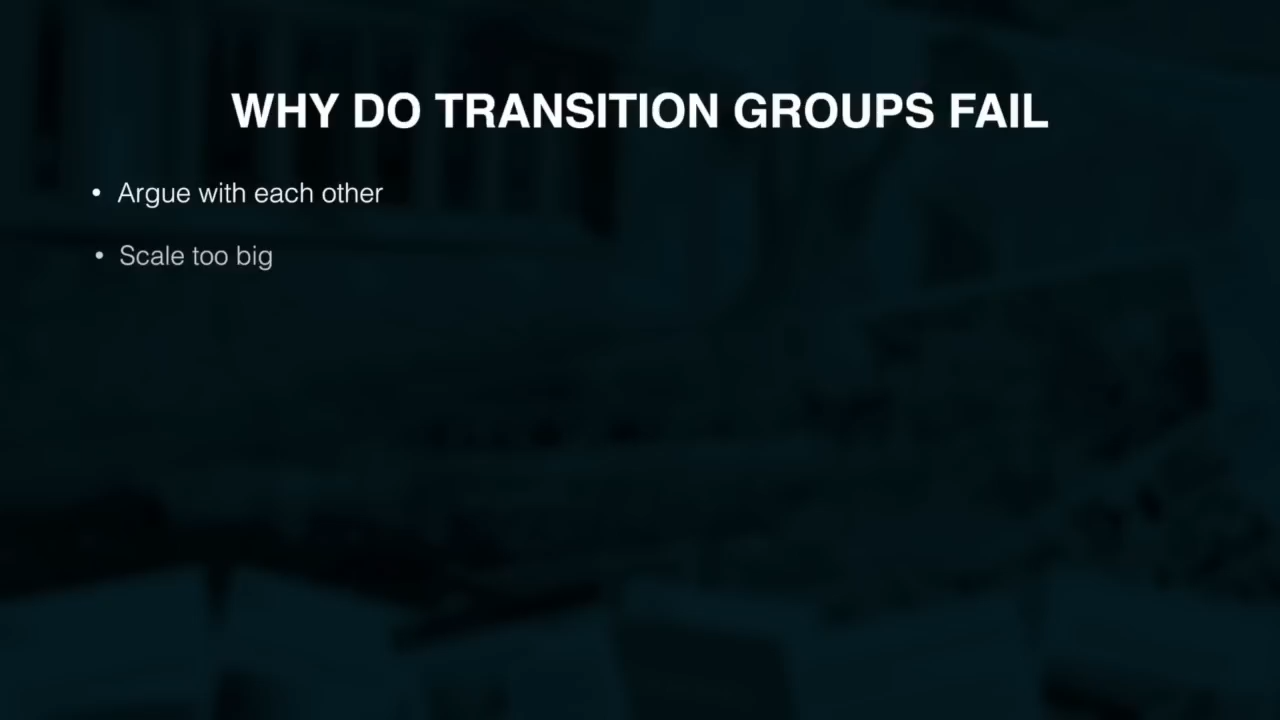 WHY DO TRANSITION GROUPS FAIL
• Argue with each other
• Scale too big